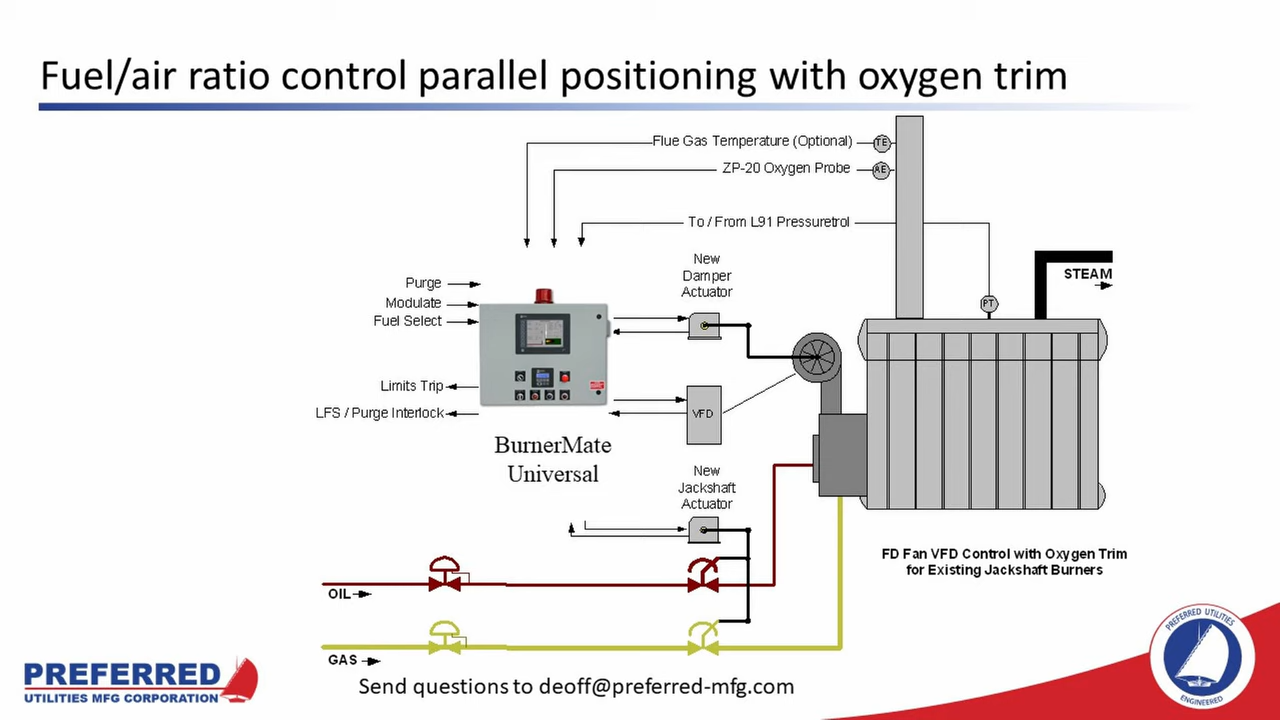 Fuel/air ratio control parallel positioning with oxygen trim
Flue Gas Temperature (Optional)
TE
ZP-20 Oxygen Probe
AE
To / From L91 Pressuretrol
New
Damper
Actuator
STEAM
PT
Purge
Modulate
Fuel Select
Limits Trip
LFS / Purge Interlock
VFD
BurnerMate
Universal
New
Jackshaft
Actuator
FD Fan VFD Control with Oxygen Trim
for Existing Jackshaft Burners
OIL
GAS
PREFERRED
UTILITIES MFG CORPORATION
Send questions to deoff@preferred-mfg.com
PREFERRED UTILITIES
ENGINEERED